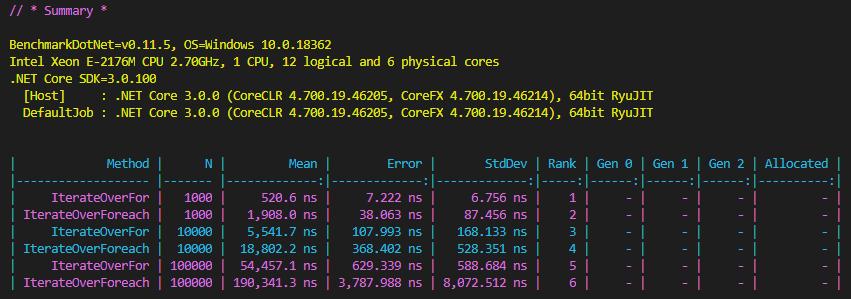 // * Summary *
BenchmarkDotNet=v0.11.5, OS=Windows 10.0.18362
Intel Xeon E-2176M CPU 2.70GHz, 1 CPU, 12 logical and 6 physical cores
.NET Core SDK=3.0.100
  [Host]     : .NET Core 3.0.0 (CoreCLR 4.700.19.46205, CoreFX 4.700.19.46214), 64bit RyuJIT
  DefaultJob : .NET Core 3.0.0 (CoreCLR 4.700.19.46205, CoreFX 4.700.19.46214), 64bit RyuJIT
|             Method |      N |         Mean |        Error |       StdDev | Rank | Gen 0 | Gen 1 | Gen 2 | Allocated |
|------------------- |------- |-------------:|-------------:|-------------:|-----:|------:|------:|------:|----------:|
|     IterateOverFor |   1000 |     520.6 ns |     7.222 ns |     6.756 ns |    1 |     - |     - |     - |         - |
| IterateOverForeach |   1000 |   1,908.0 ns |    38.063 ns |    87.456 ns |    2 |     - |     - |     - |         - |
|     IterateOverFor |  10000 |   5,541.7 ns |   107.993 ns |   168.133 ns |    3 |     - |     - |     - |         - |
| IterateOverForeach |  10000 |  18,802.2 ns |   368.402 ns |   528.351 ns |    4 |     - |     - |     - |         - |
|     IterateOverFor | 100000 |  54,457.1 ns |   629.339 ns |   588.684 ns |    5 |     - |     - |     - |         - |
| IterateOverForeach | 100000 | 190,341.3 ns | 3,787.988 ns | 8,072.512 ns |    6 |     - |     - |     - |         - |